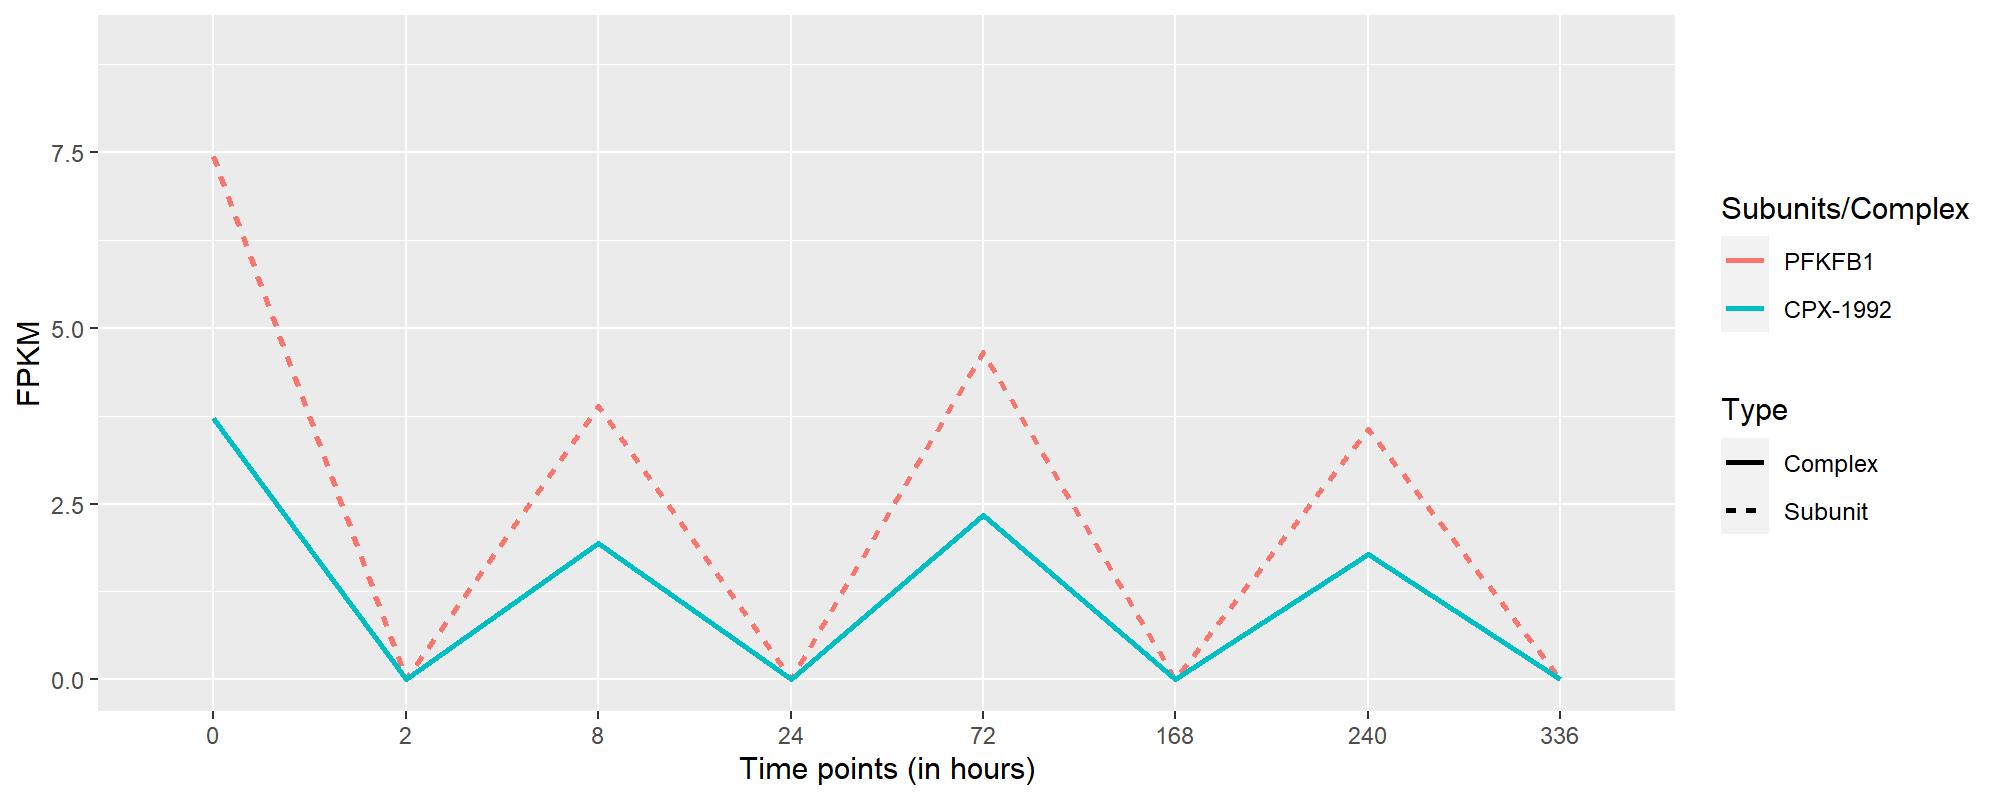 FPKM
7.5
5.0
2.5
0.0
0 2 8 24 72 168 240 336
Time points (in hours)
Subunits/Complex
PFKFB1
CPX-1992
Type
Complex
Subunit